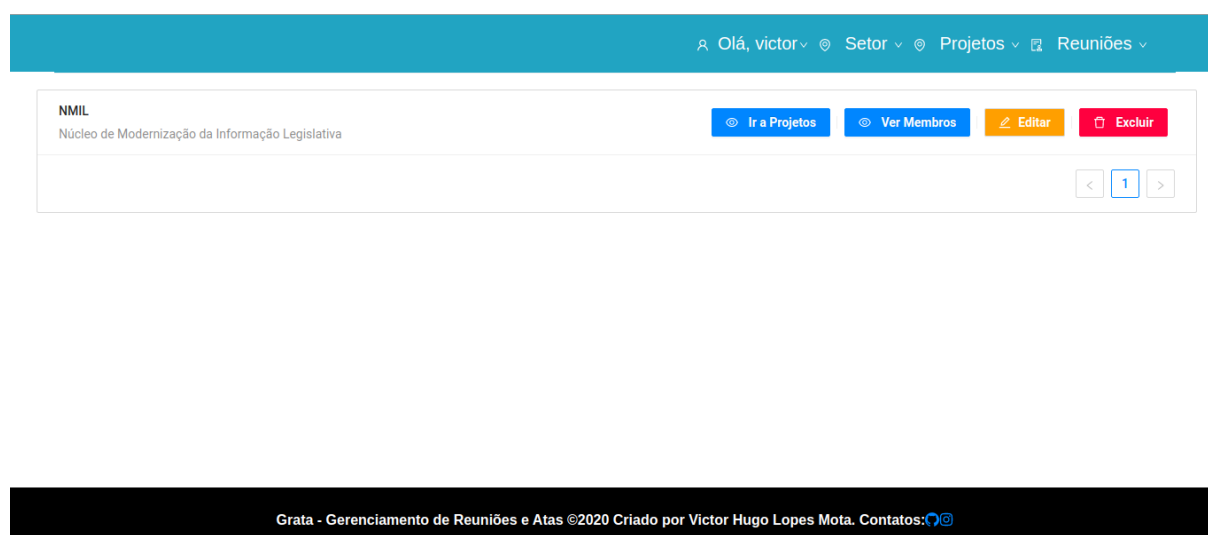 Olá, victor Setor Projetos Reuniões
NMIL
Núcleo de Modernização da Informação Legislativa
Ir a Projetos Ver Membros Editar Excluir
< 1 >
Grata - Gerenciamento de Reuniões e Atas ©2020 Criado por Victor Hugo Lopes Mota. Contatos: